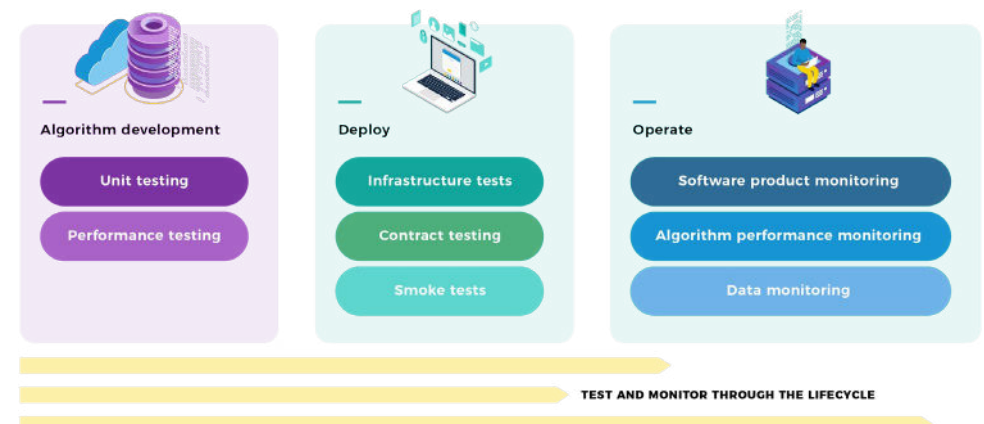 Algorithm development
Unit testing
Performance testing
Deploy
Infrastructure tests
Contract testing
Smoke tests
Operate
Software product monitoring
Algorithm performance monitoring
Data monitoring
TEST AND MONITOR THROUGH THE LIFECYCLE